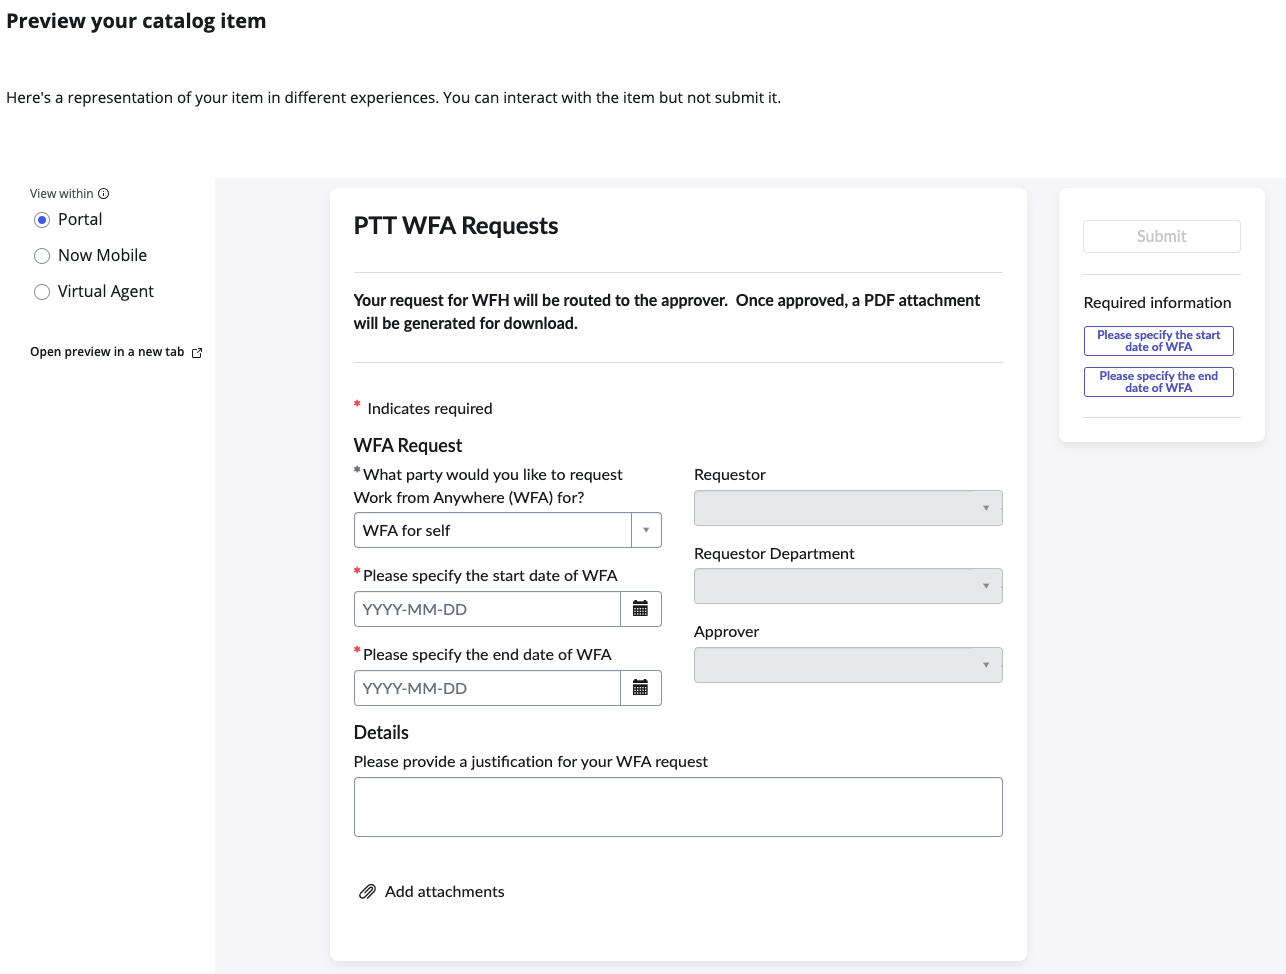 Preview your catalog item
Here's a representation of your item in different experiences. You can interact with the item but not submit it.
View within
Portal
Now Mobile
Virtual Agent
Open preview in a new tab
PTT WFA Requests
Your request for WFH will be routed to the approver.  Once approved, a PDF attachment
will be generated for download.
* Indicates required
WFA Request
* What party would you like to request
Work from Anywhere (WFA) for?
WFA for self
* Please specify the start date of WFA
YYYY-MM-DD
* Please specify the end date of WFA
YYYY-MM-DD
Requestor
Requestor Department
Approver
Details
Please provide a justification for your WFA request
Add attachments
Submit
Required information
Please specify the start
date of WFA
Please specify the end
date of WFA